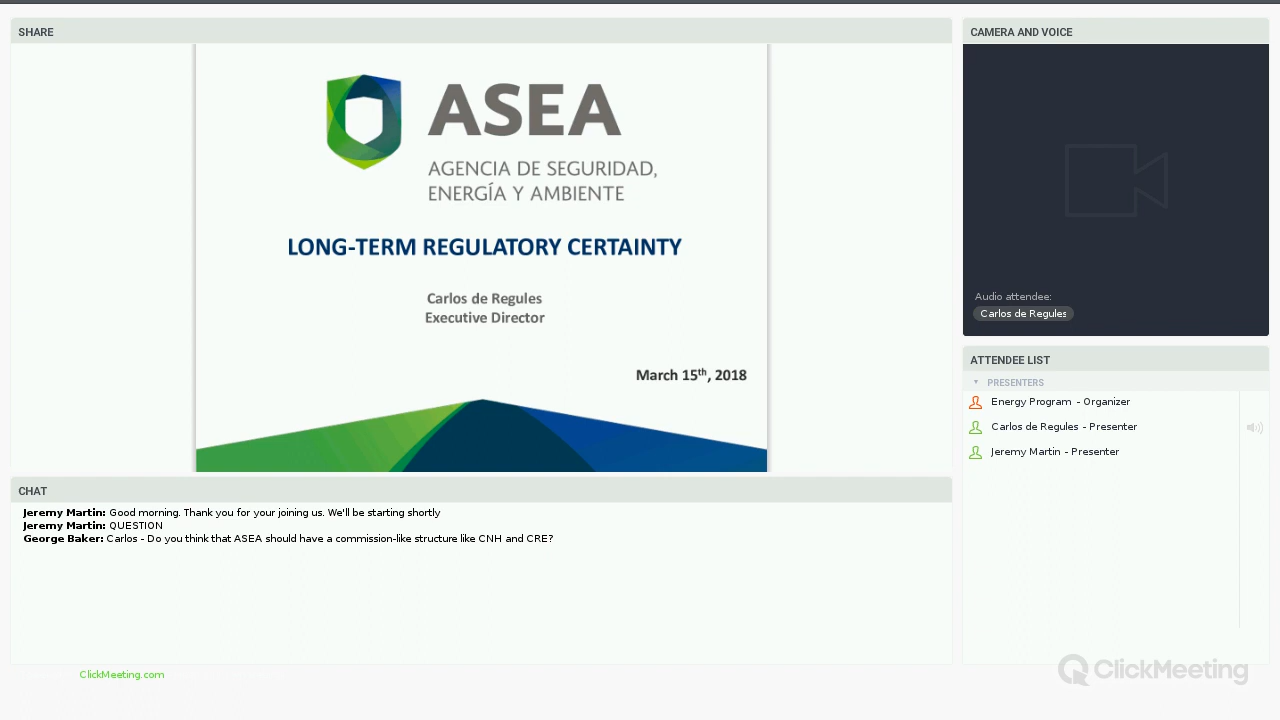 SHARE
ASEA
AGENCIA DE SEGURIDAD,
ENERGÍA Y AMBIENTE
LONG-TERM REGULATORY CERTAINTY
Carlos de Regules
Executive Director
March 15th, 2018
CHAT
Jeremy Martin: Good morning. Thank you for your joining us. We'll be starting shortly
Jeremy Martin: QUESTION
George Baker: Carlos - Do you think that ASEA should have a commission-like structure like CNH and CRE?
ClickMeeting.com
CAMERA AND VOICE
Audio attendee:
Carlos de Regules
ATTENDEE LIST
PRESENTERS
Energy Program - Organizer
Carlos de Regules - Presenter
Jeremy Martin - Presenter
ClickMeeting